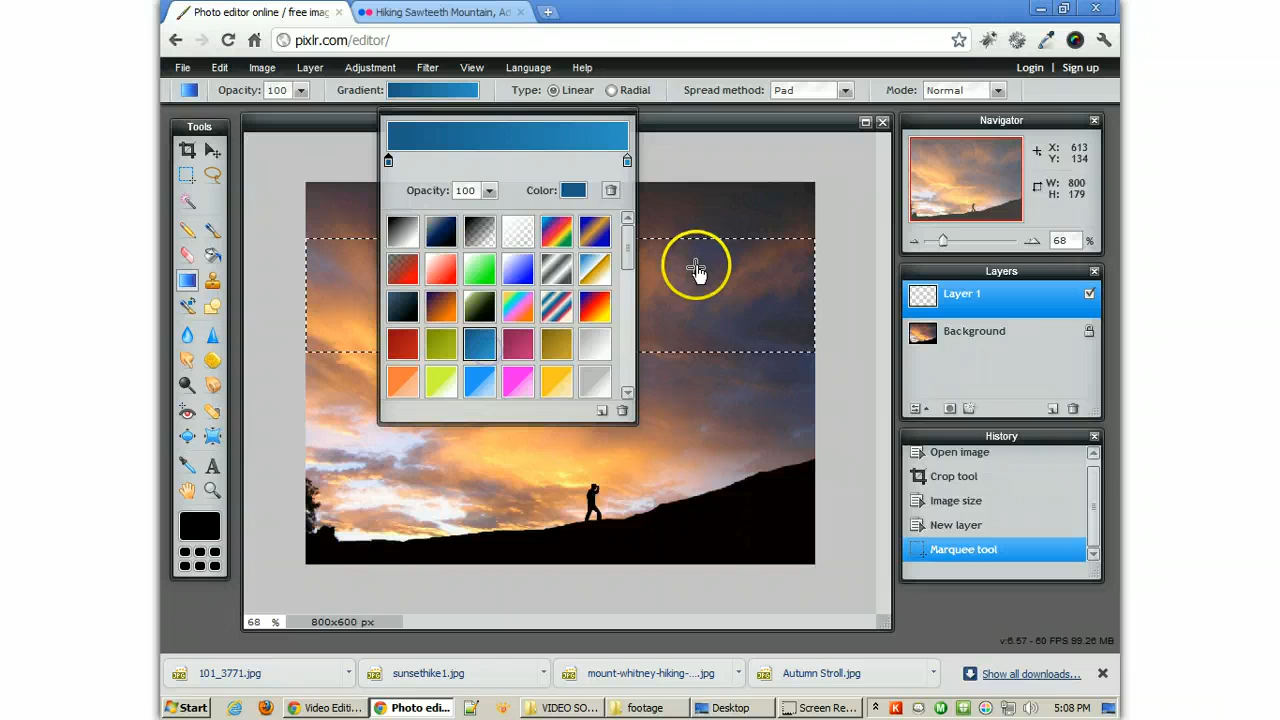 Photo editor online / free imag
Hiking Sawteeth Mountain, Ad
pixlr.com/editor/
File Edit Image Layer Adjustment Filter View Language Help Login | Sign up
Opacity: 100 Gradient: Type: Linear Radial Spread method: Pad Mode: Normal
Tools
Opacity: 100 Color:
Navigator
X: 613
Y: 134
W: 800
H: 179
68 %
Layers
Layer 1
Background
History
Open image
Crop tool
Image size
New layer
Marquee tool
68 % 800x600 px
v:6.57 - 60 FPS 99.26 MB
101_3771.jpg sunsethike1.jpg mount-whitney-hiking-....jpg Autumn Stroll.jpg Show all downloads...
Start Video Editi... Photo edi... VIDEO SO... footage Desktop Screen Re... 5:08 PM